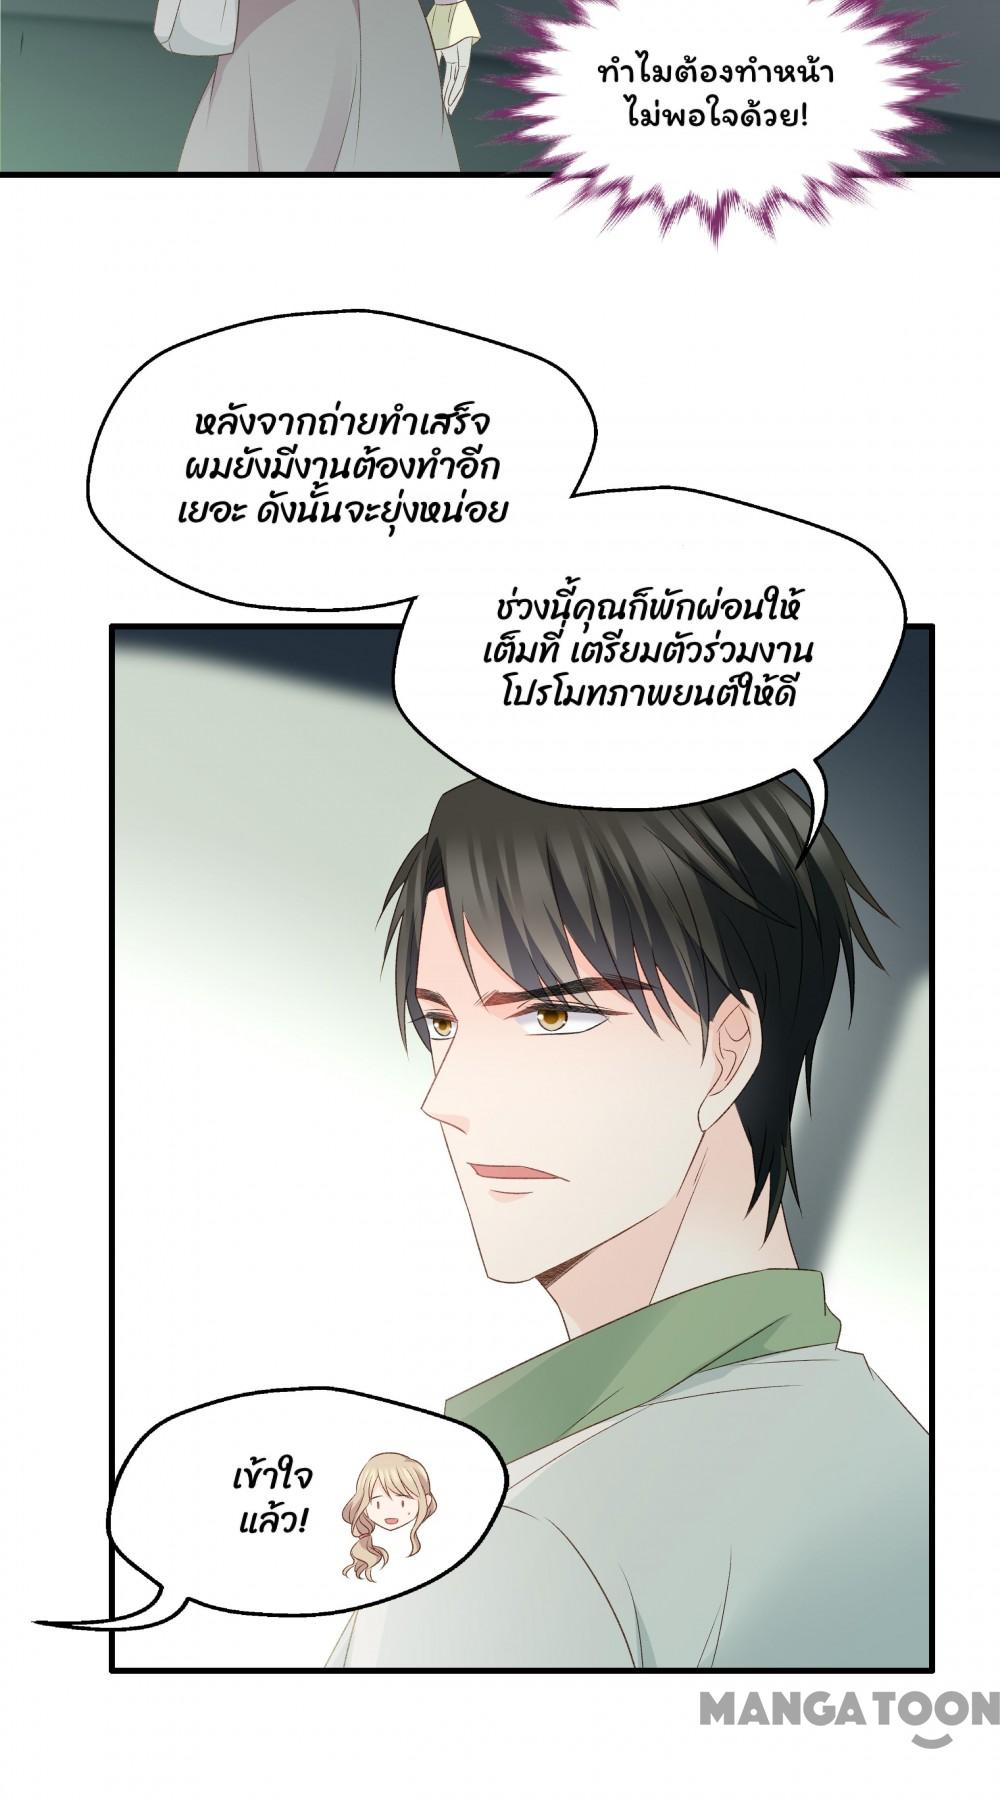 ทำไมต้องทำหน้า
ไม่พอใจด้วย!
หลังจากถ่ายทำเสร็จ
ผมยังมีงานต้องทำอีก
เยอะ ดังนั้นจะยุ่งหน่อย
ช่วงนี้คุณก็พักผ่อนให้
เต็มที่ เตรียมตัวร่วมงาน
โปรโมทภาพยนต์ให้ดี
เข้าใจ
แล้ว!
MANGATOON